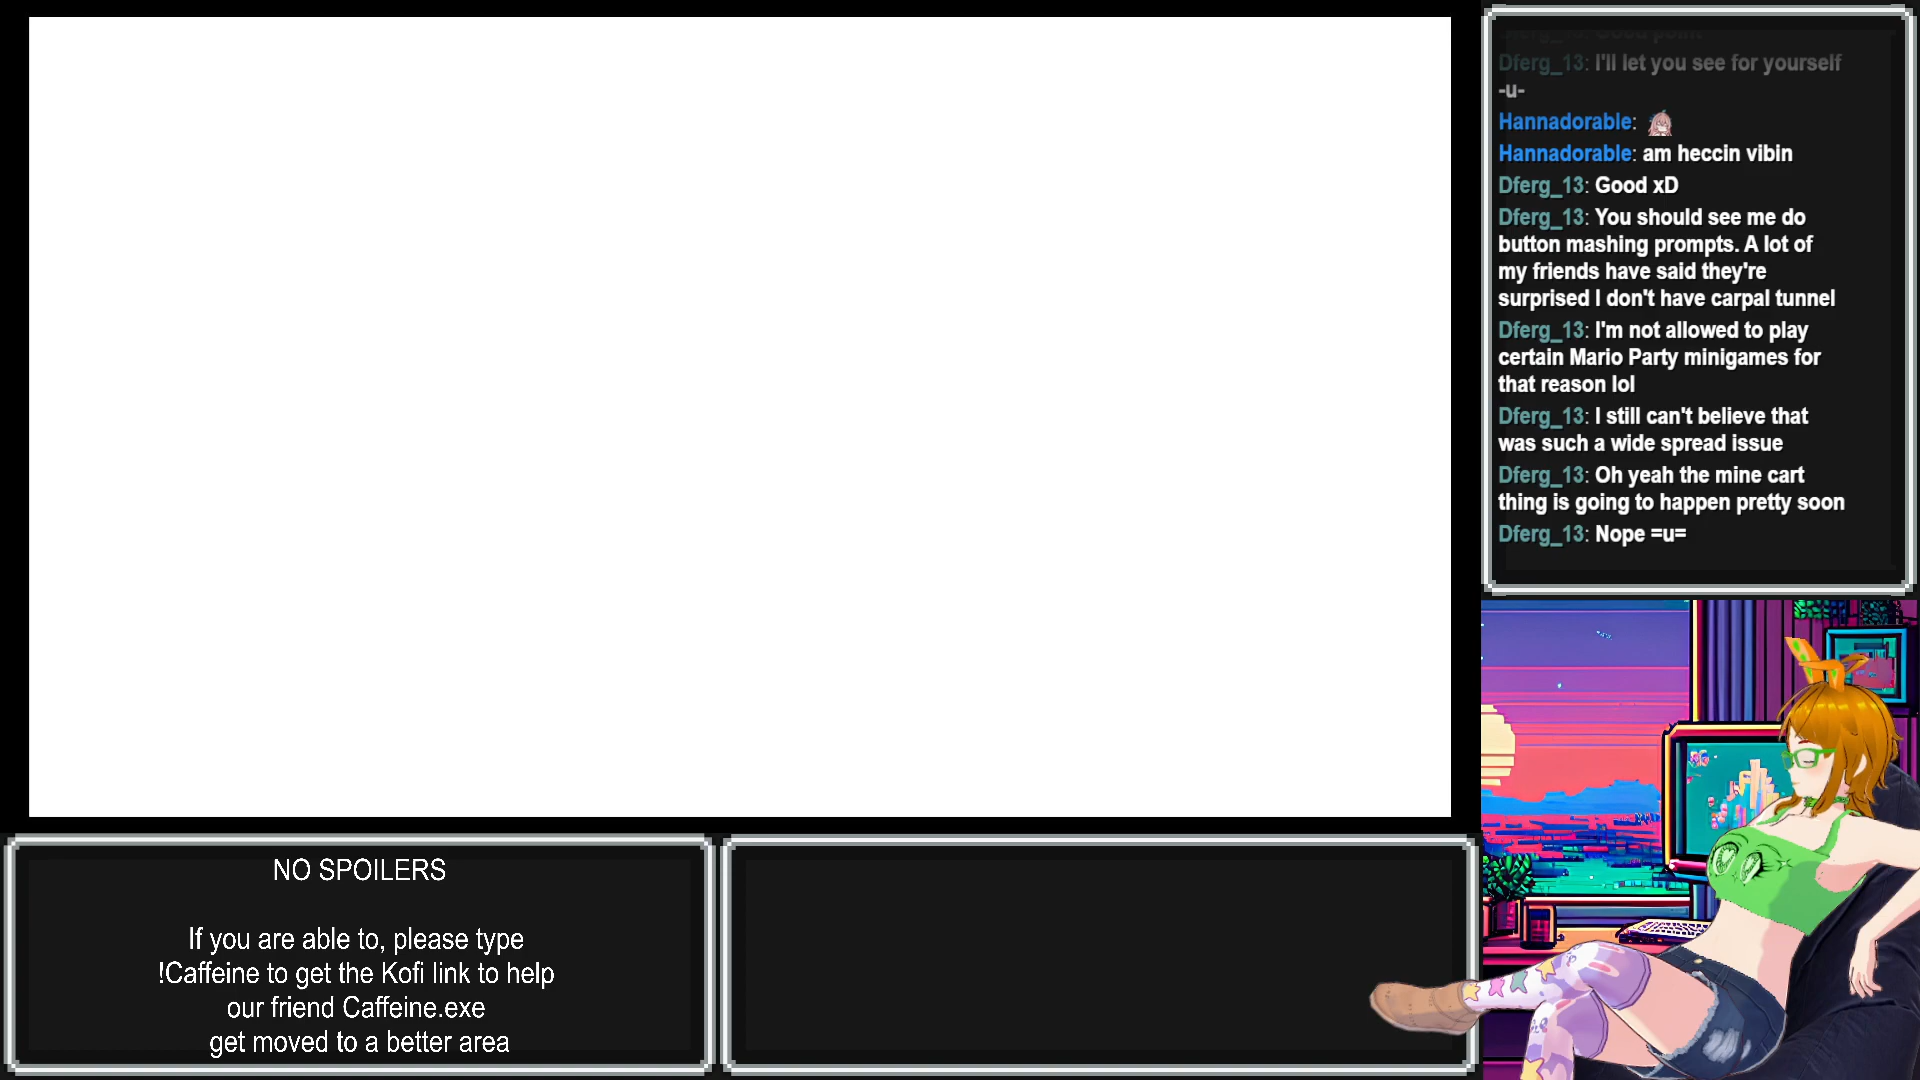 Dferg_13: Good point
Dferg_13: I'll let you see for yourself
-u-
Hannadorable:
Hannadorable: am heccin vibin
Dferg_13: Good xD
Dferg_13: You should see me do
button mashing prompts. A lot of
my friends have said they're
surprised I don't have carpal tunnel
Dferg_13: I'm not allowed to play
certain Mario Party minigames for
that reason lol
Dferg_13: I still can't believe that
was such a wide spread issue
Dferg_13: Oh yeah the mine cart
thing is going to happen pretty soon
Dferg_13: Nope =u=
NO SPOILERS
If you are able to, please type
!Caffeine to get the Kofi link to help
our friend Caffeine.exe
get moved to a better area